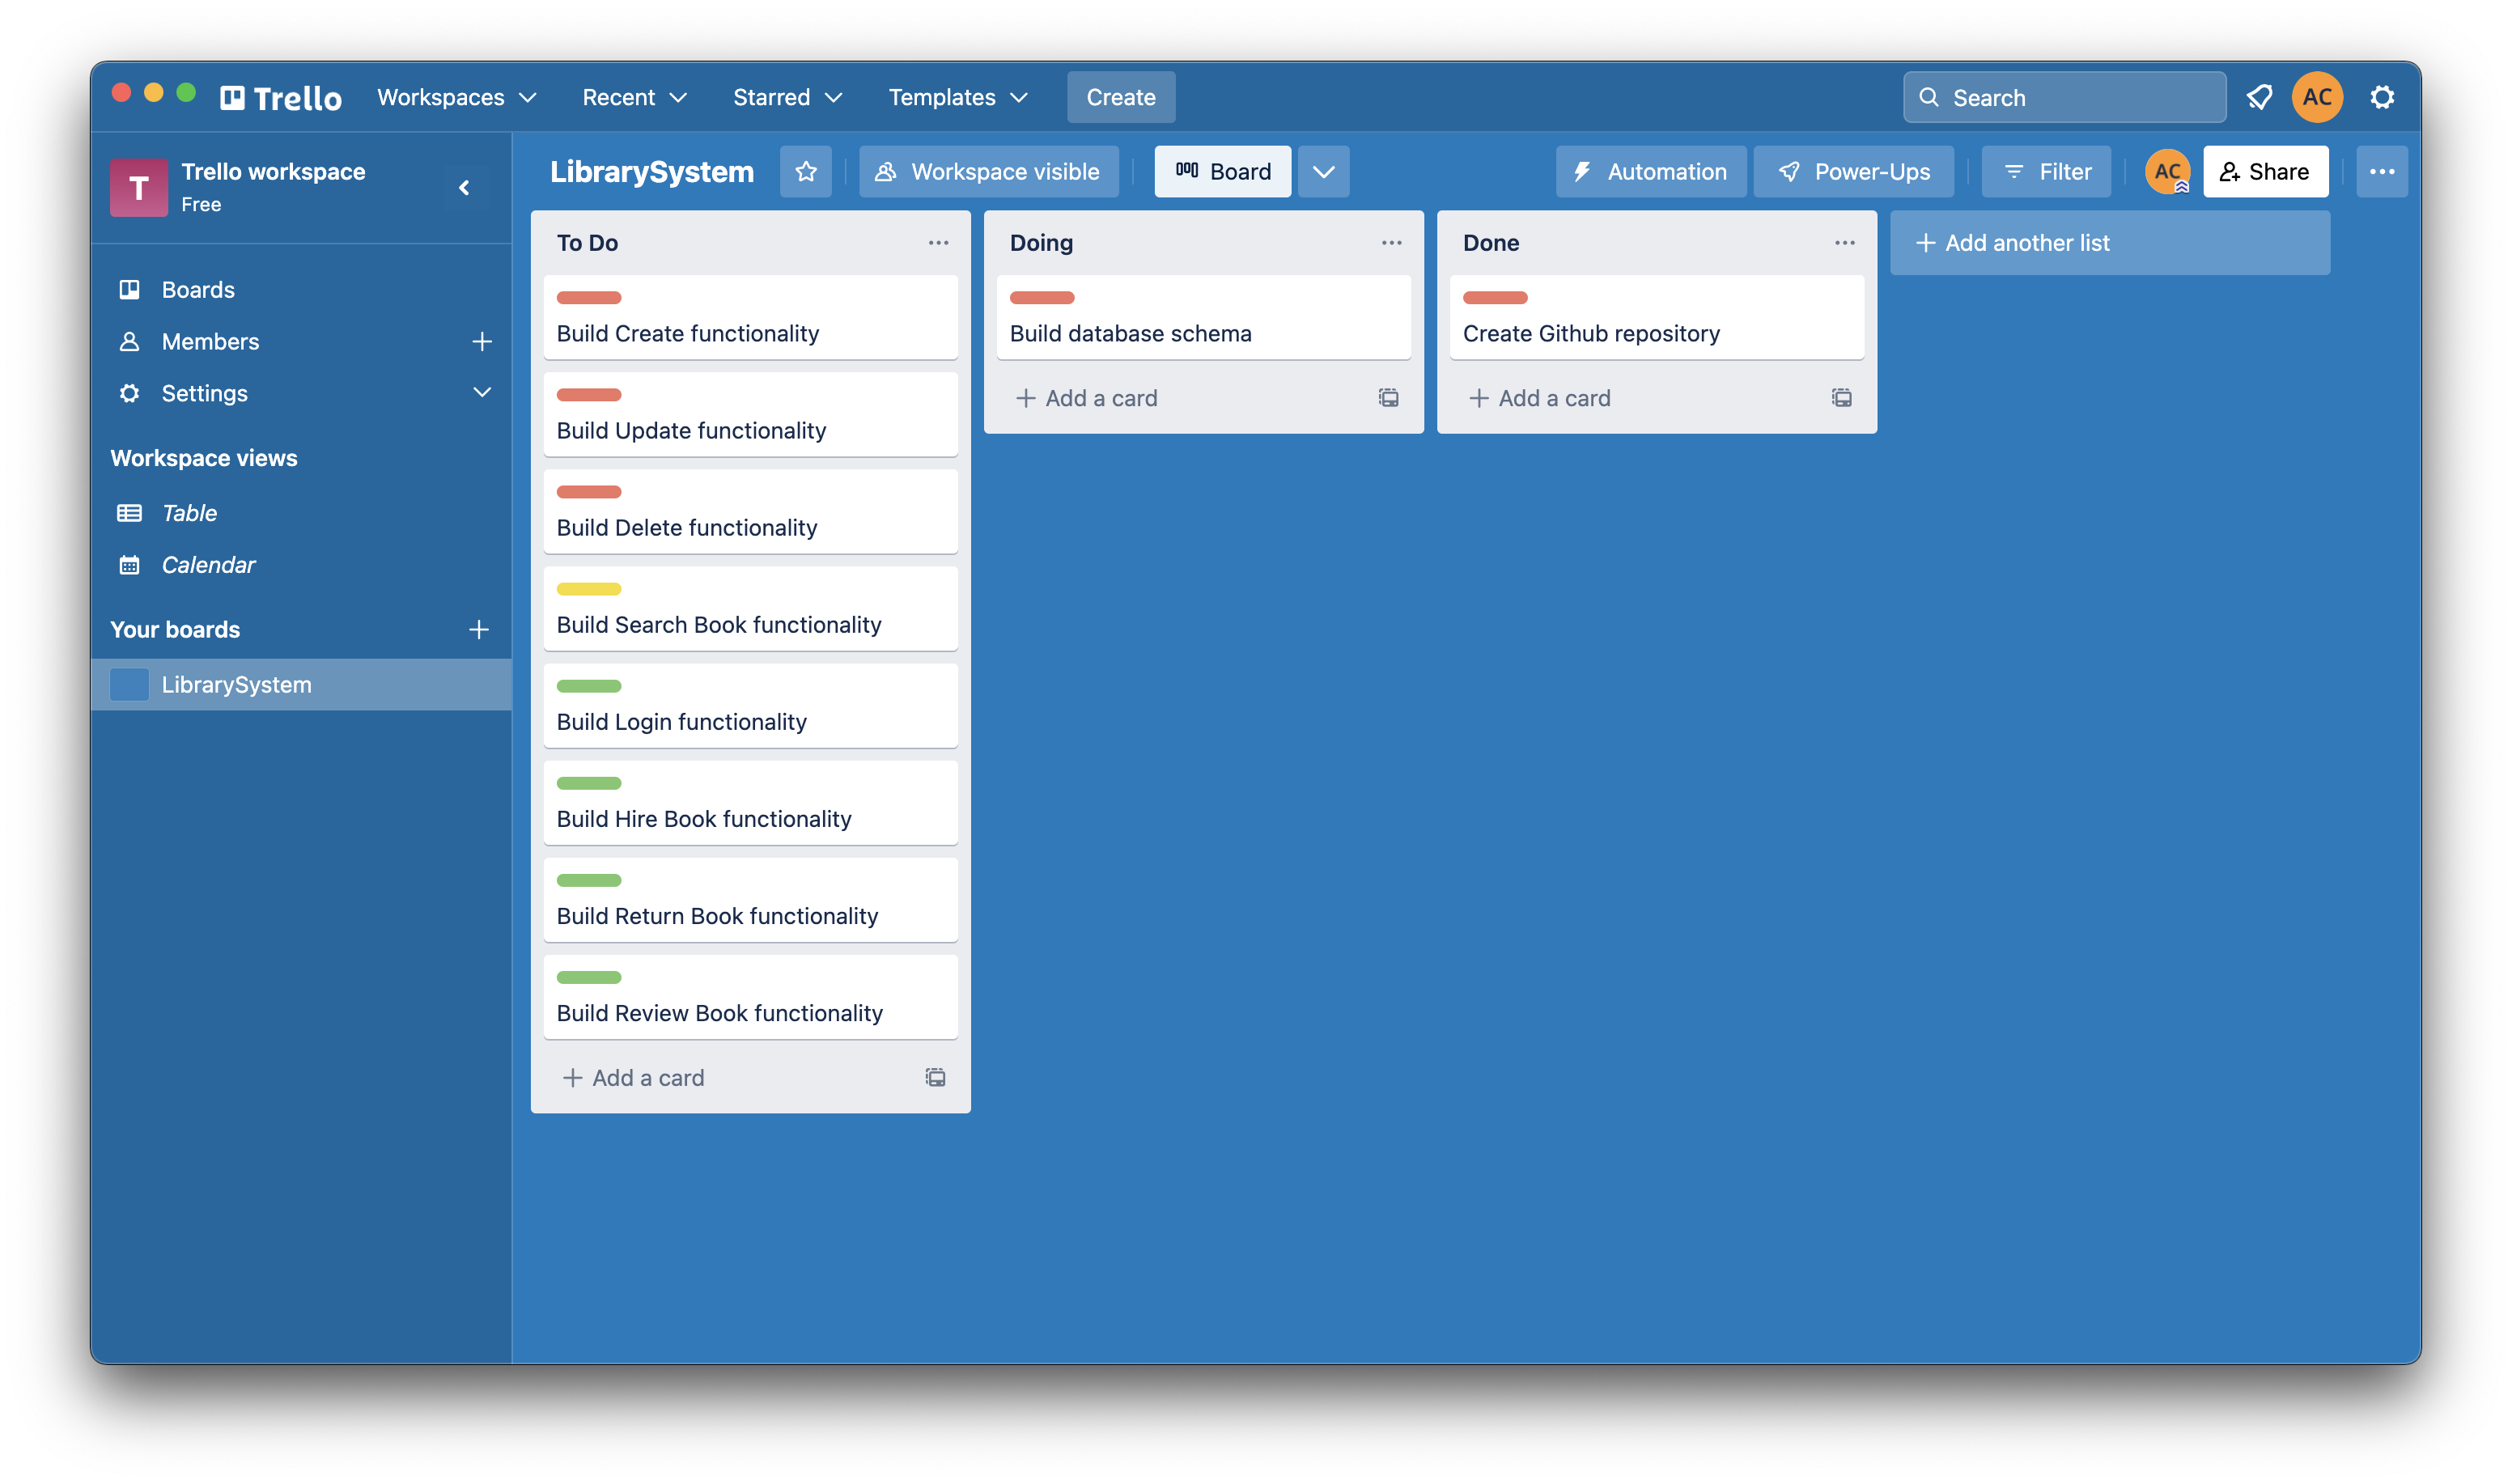 Trello
Workspaces
Recent
Starred
Templates
Create
Search
AC
T
Trello workspace
Free
Boards
Members
Settings
Workspace views
Table
Calendar
Your boards
LibrarySystem
LibrarySystem
Workspace visible
Board
Automation
Power-Ups
Filter
AC
Share
To Do
Build Create functionality
Build Update functionality
Build Delete functionality
Build Search Book functionality
Build Login functionality
Build Hire Book functionality
Build Return Book functionality
Build Review Book functionality
+ Add a card
Doing
Build database schema
+ Add a card
Done
Create Github repository
+ Add a card
+ Add another list